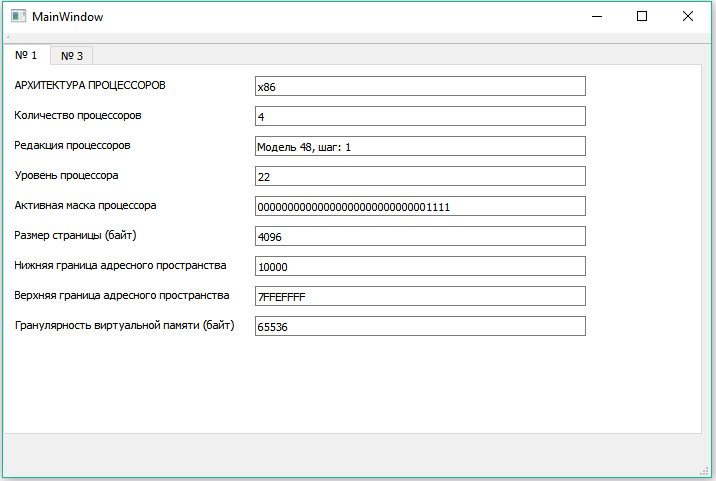 MainWindow
№ 1 № 3
АРХИТЕКТУРА ПРОЦЕССОРОВ x86
Количество процессоров 4
Редакция процессоров Модель 48, шаг: 1
Уровень процессора 22
Активная маска процессора 00000000000000000000000000001111
Размер страницы (байт) 4096
Нижняя граница адресного пространства 10000
Верхняя граница адресного пространства 7FFEFFFF
Гранулярность виртуальной памяти (байт) 65536